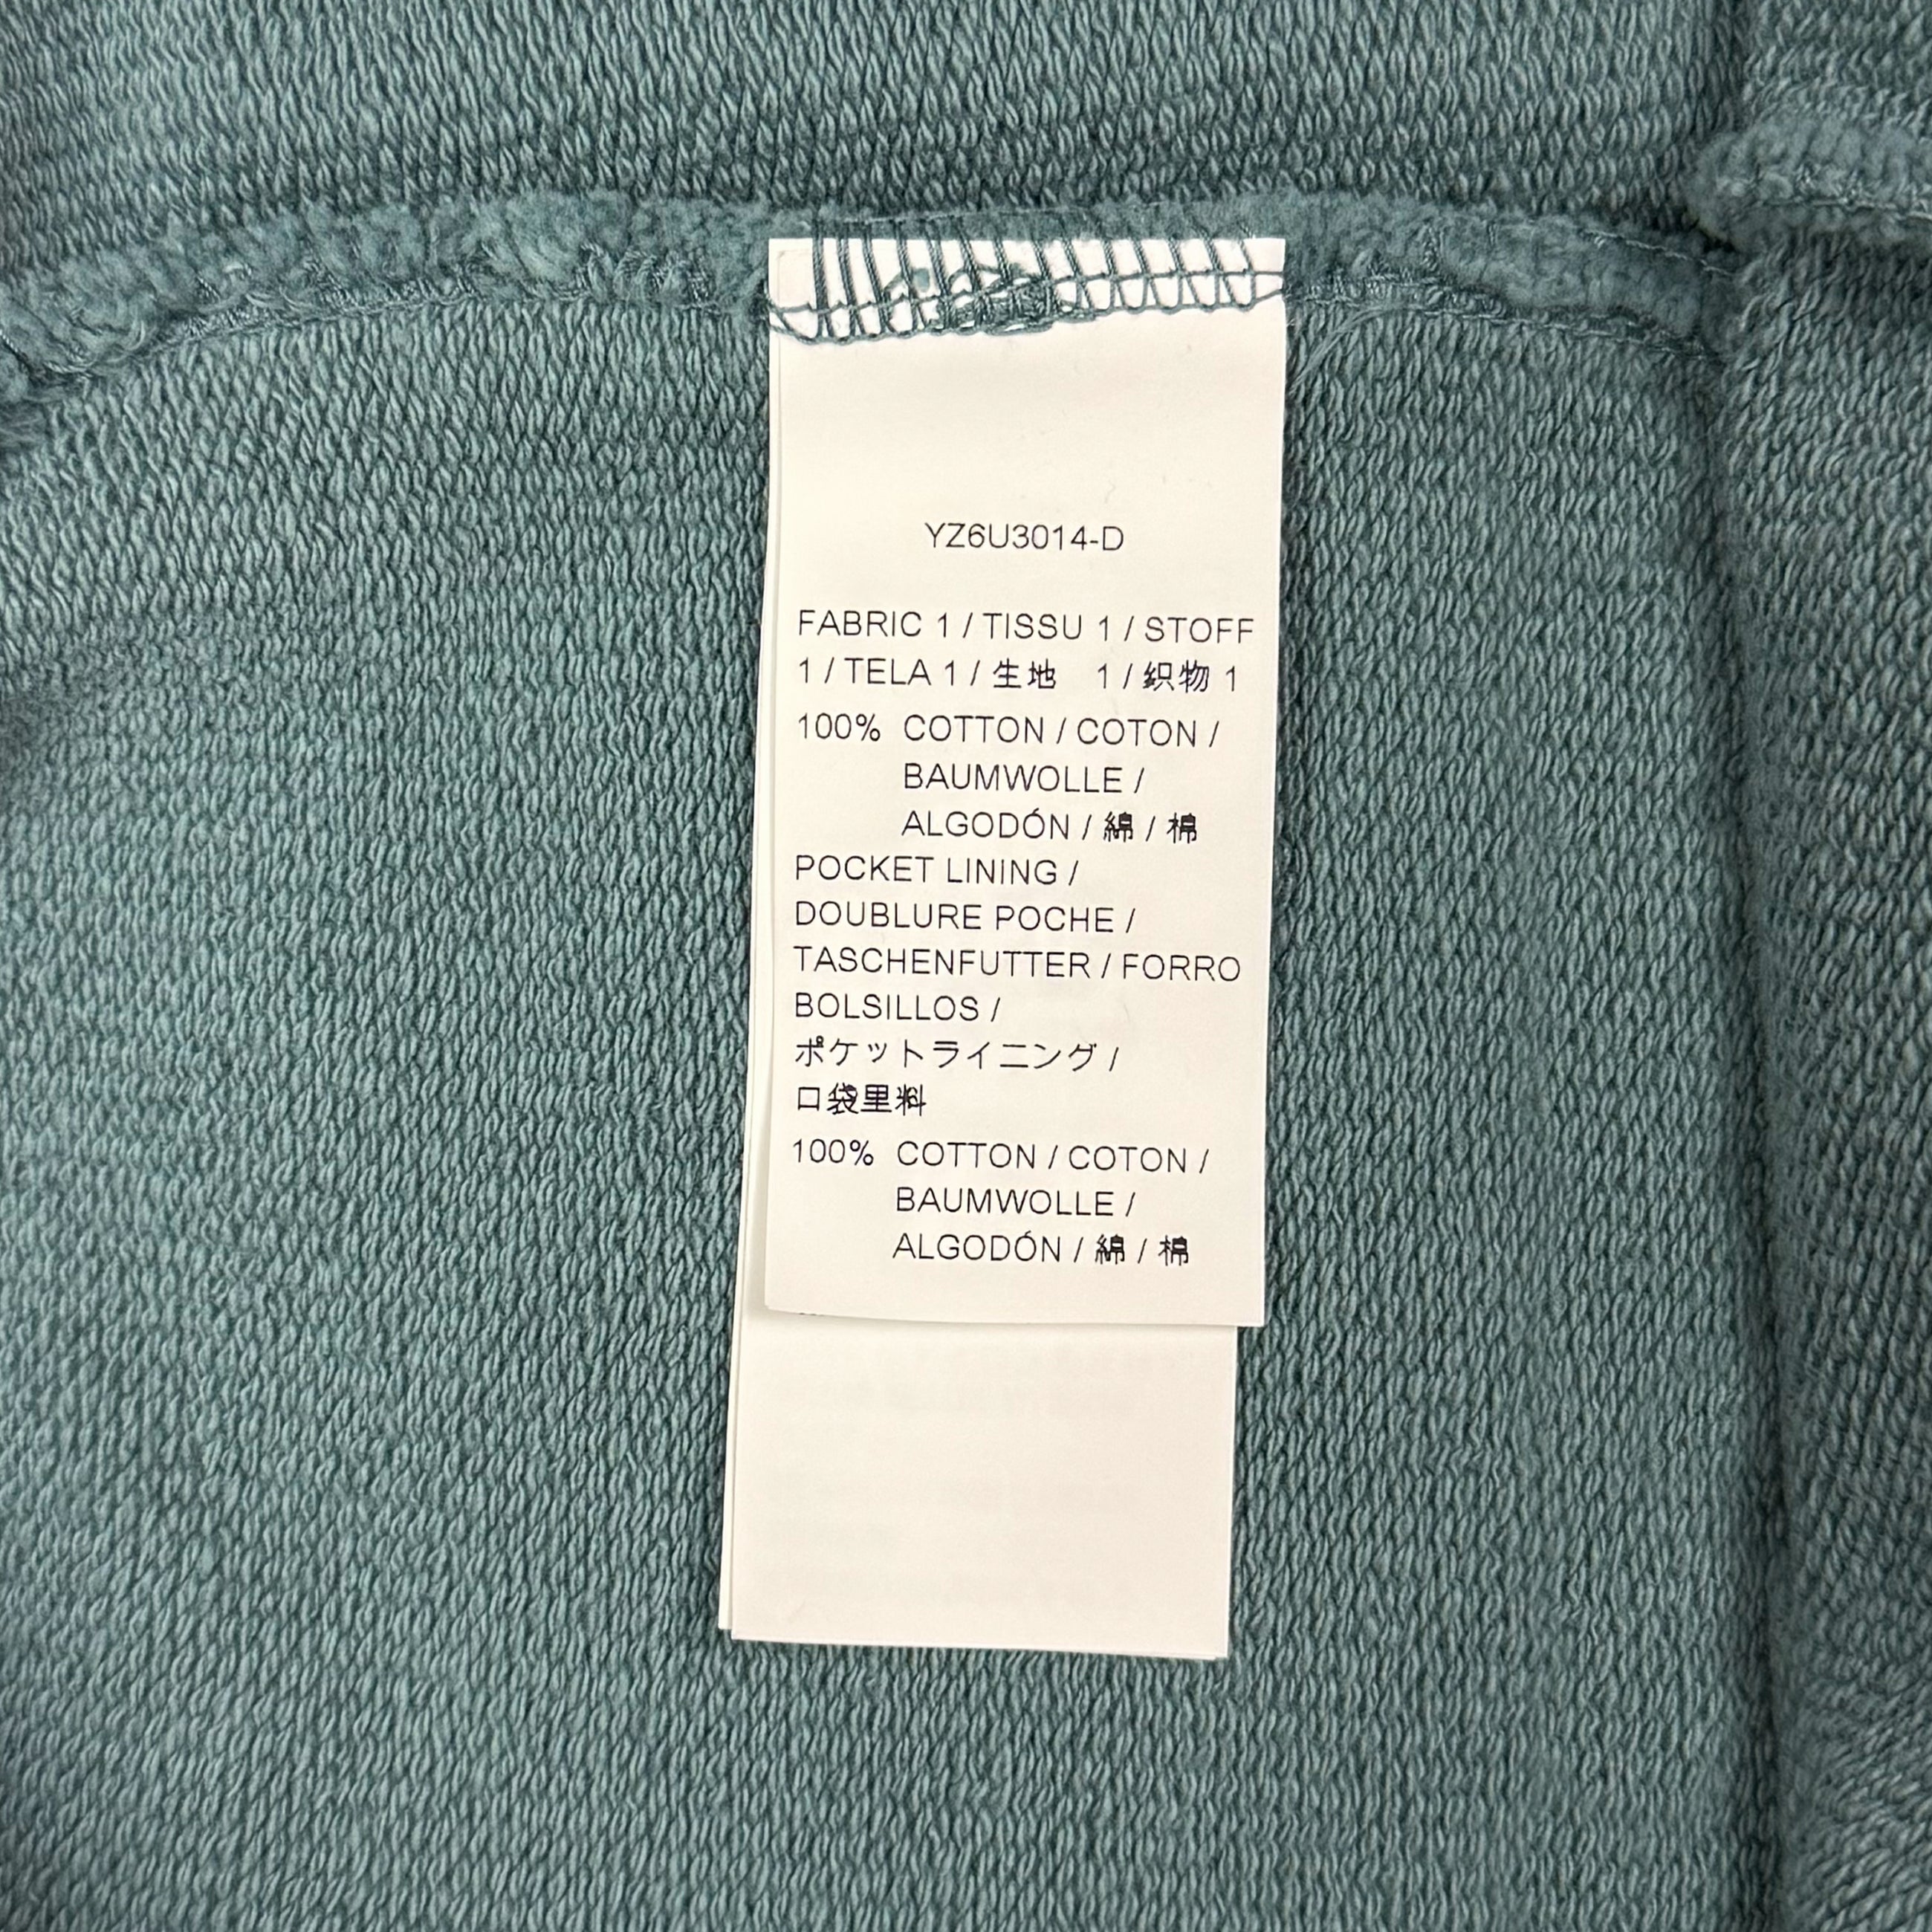 YZ6U3014-D
FABRIC 1 / TISSU 1 / STOFF
1 / TELA 1 / 生地　1 / 织物 1
100% COTTON / COTON /
BAUMWOLLE /
ALGODÓN / 綿 / 棉
POCKET LINING /
DOUBLURE POCHE /
TASCHENFUTTER / FORRO
BOLSILLOS /
ポケットライニング /
口袋里料
100% COTTON / COTON /
BAUMWOLLE /
ALGODÓN / 綿 / 棉